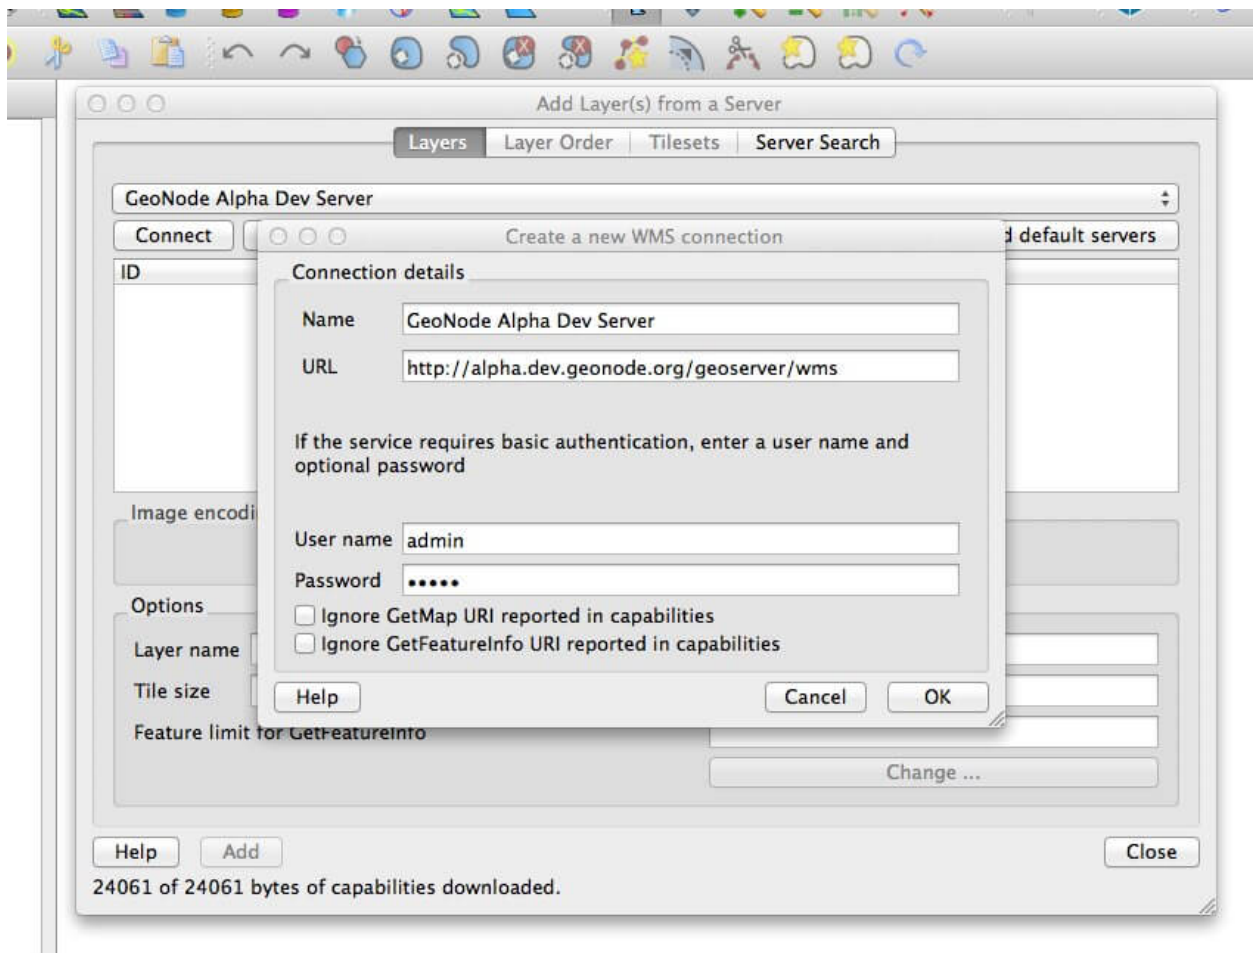 Add Layer(s) from a Server
Layers Layer Order Tilesets Server Search
GeoNode Alpha Dev Server
Connect
default servers
ID
Create a new WMS connection
Connection details
Name GeoNode Alpha Dev Server
URL http://alpha.dev.geonode.org/geoserver/wms
If the service requires basic authentication, enter a user name and
optional password
User name admin
Password •••••
Ignore GetMap URI reported in capabilities
Ignore GetFeatureInfo URI reported in capabilities
Help Cancel OK
Image encodi
Options
Layer name
Tile size
Feature limit for GetFeatureInfo
Change ...
Help Add Close
24061 of 24061 bytes of capabilities downloaded.